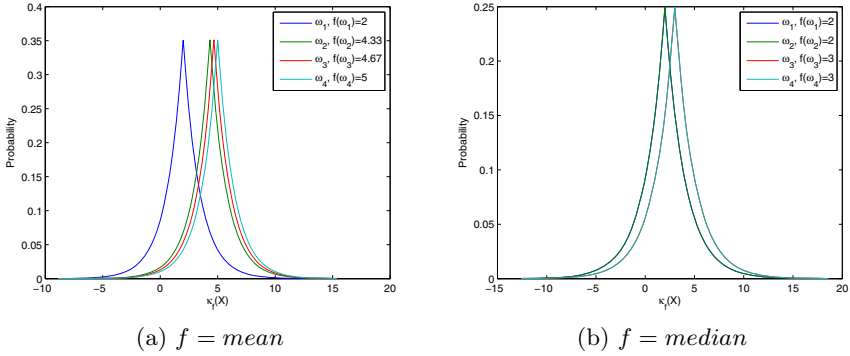 0.4
0.35
0.3
0.25
0.2
0.15
0.1
0.05
0
Probability
−10 −5 0 5 10 15 20
κf(X)
ω1, f(ω1)=2
ω2, f(ω2)=4.33
ω3, f(ω3)=4.67
ω4, f(ω4)=5
(a) f = mean
0.25
0.2
0.15
0.1
0.05
0
Probability
−15 −10 −5 0 5 10 15 20
κf(X)
ω1, f(ω1)=2
ω2, f(ω2)=2
ω3, f(ω3)=3
ω4, f(ω4)=3
(b) f = median